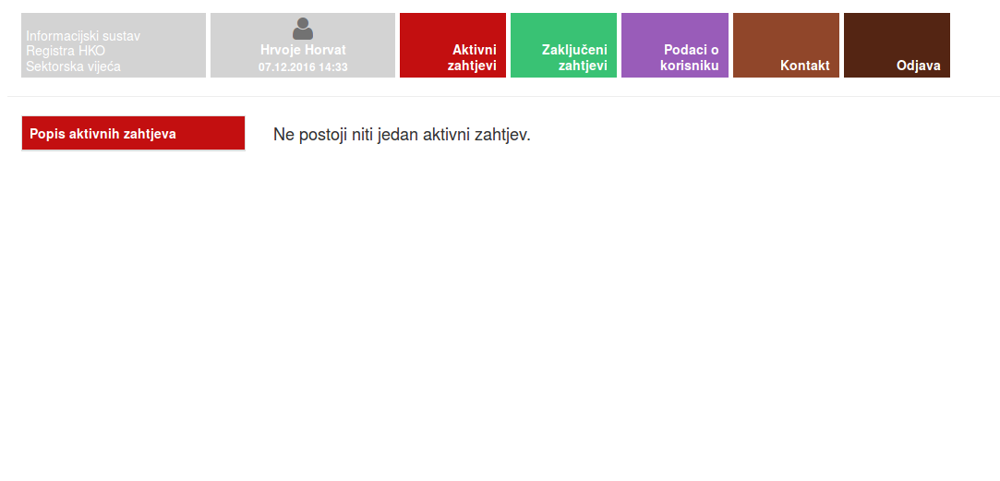 Informacijski sustav
Registra HKO
Sektorska vijeća
Hrvoje Horvat
07.12.2016 14:33
Aktivni
zahtjevi
Zaključeni
zahtjevi
Podaci o
korisniku
Kontakt
Odjava
Popis aktivnih zahtjeva
Ne postoji niti jedan aktivni zahtjev.